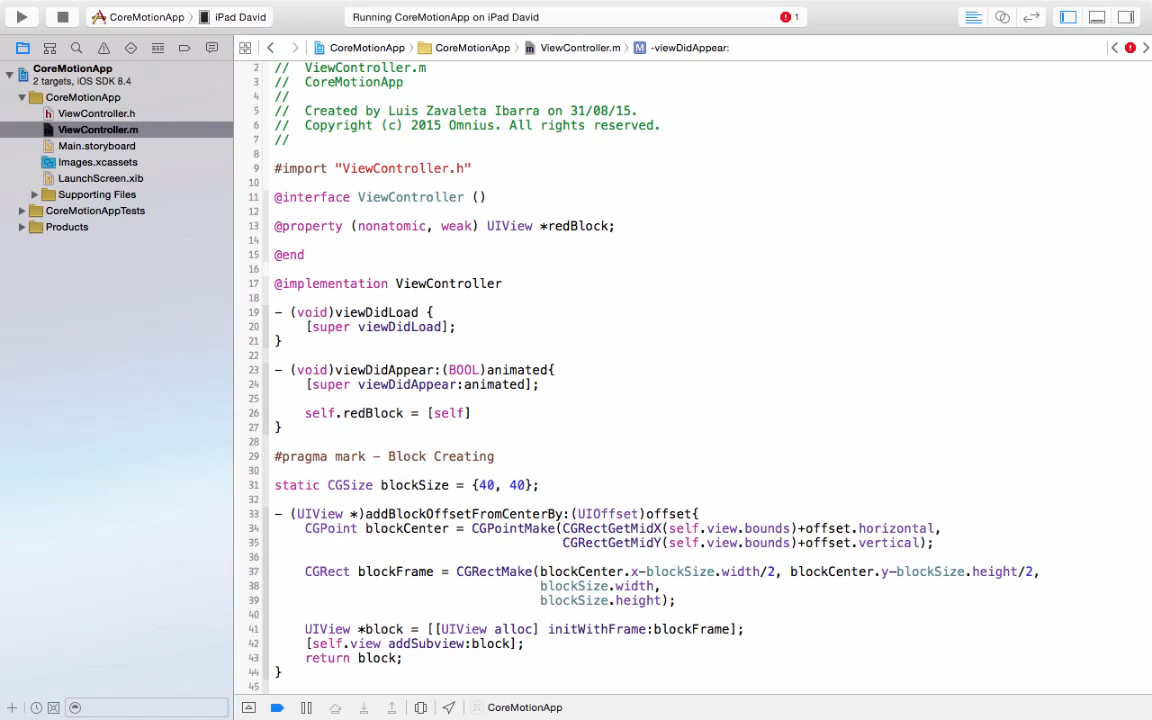 CoreMotionApp iPad David Running CoreMotionApp on iPad David 1
CoreMotionApp CoreMotionApp ViewController.m M -viewDidAppear:
CoreMotionApp
2 targets, iOS SDK 8.4
CoreMotionApp
h ViewController.h
ViewController.m
Main.storyboard
Images.xcassets
LaunchScreen.xib
Supporting Files
CoreMotionAppTests
Products
2 // ViewController.m
3 // CoreMotionApp
4 //
5 // Created by Luis Zavaleta Ibarra on 31/08/15.
6 // Copyright (c) 2015 Omnius. All rights reserved.
7 //
8
9 #import "ViewController.h"
10
11 @interface ViewController ()
12
13 @property (nonatomic, weak) UIView *redBlock;
14
15 @end
16
17 @implementation ViewController
18
19 - (void)viewDidLoad {
20 [super viewDidLoad];
21 }
22
23 - (void)viewDidAppear:(BOOL)animated{
24 [super viewDidAppear:animated];
25
26 self.redBlock = [self]
27 }
28
29 #pragma mark - Block Creating
30
31 static CGSize blockSize = {40, 40};
32
33 - (UIView *)addBlockOffsetFromCenterBy:(UIOffset)offset{
34 CGPoint blockCenter = CGPointMake(CGRectGetMidX(self.view.bounds)+offset.horizontal,
35 CGRectGetMidY(self.view.bounds)+offset.vertical);
36
37 CGRect blockFrame = CGRectMake(blockCenter.x-blockSize.width/2, blockCenter.y-blockSize.height/2,
38 blockSize.width,
39 blockSize.height);
40
41 UIView *block = [[UIView alloc] initWithFrame:blockFrame];
42 [self.view addSubview:block];
43 return block;
44 }
45
CoreMotionApp